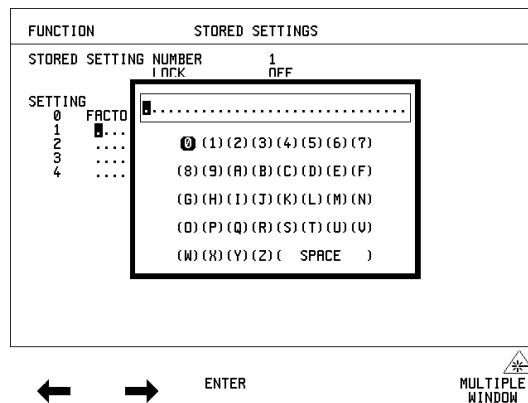 FUNCTION STORED SETTINGS
STORED SETTING NUMBER 1
LOCK OFF
SETTING
0 FACTO
1 ....
2 ....
3 ....
4 ....
..............................
0 (1)(2)(3)(4)(5)(6)(7)
(8)(9)(A)(B)(C)(D)(E)(F)
(G)(H)(I)(J)(K)(L)(M)(N)
(O)(P)(Q)(R)(S)(T)(U)(V)
(W)(X)(Y)(Z)( SPACE )
ENTER
MULTIPLE
WINDOW